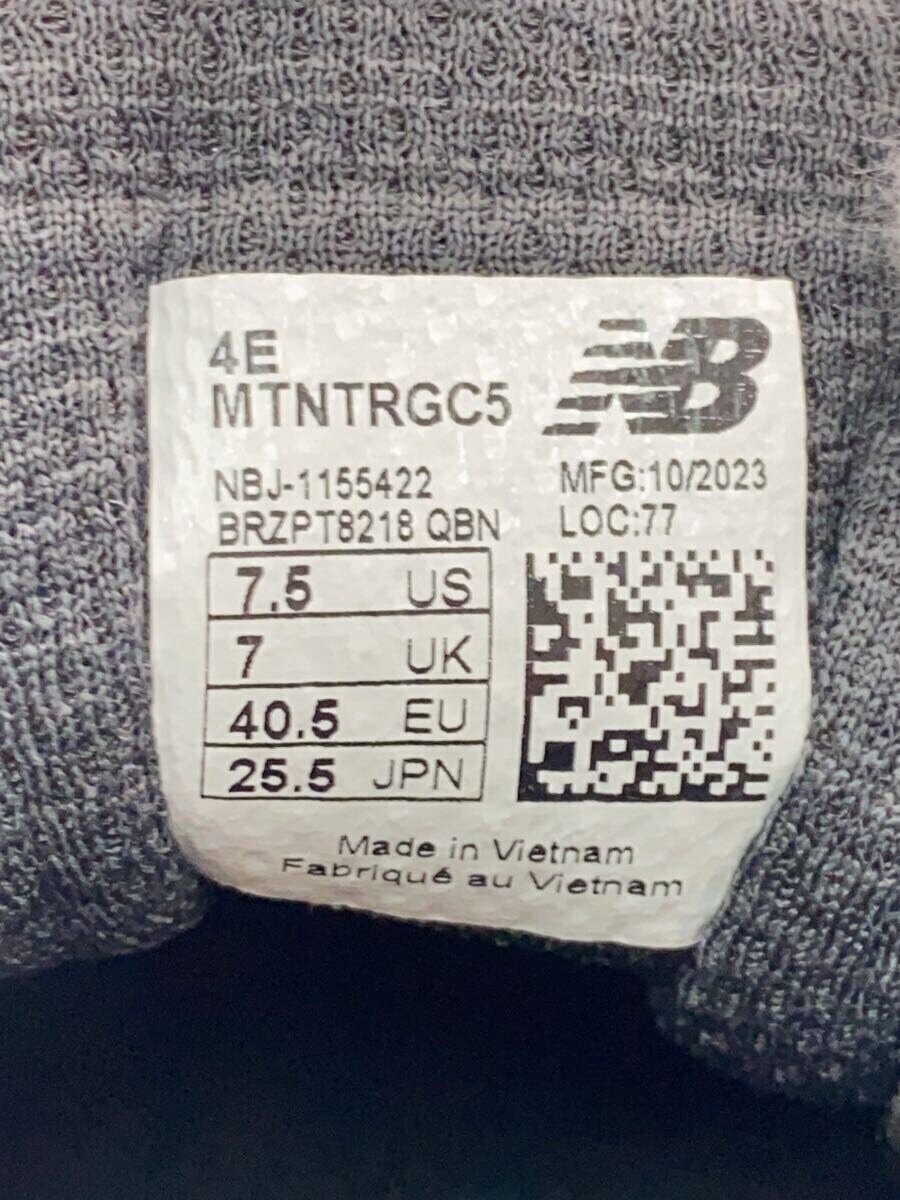 4E
MTNTRGC5
NB
NBJ-1155422
MFG:10/2023
BRZPT8218 QBN
LOC:77
7.5 US
7 UK
40.5 EU
25.5 JPN
Made in Vietnam
Fabriqué au Vietnam